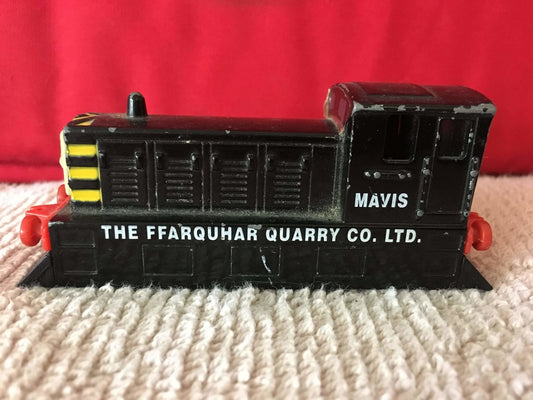 MAVIS
THE FFARQUHAR QUARRY CO. LTD.